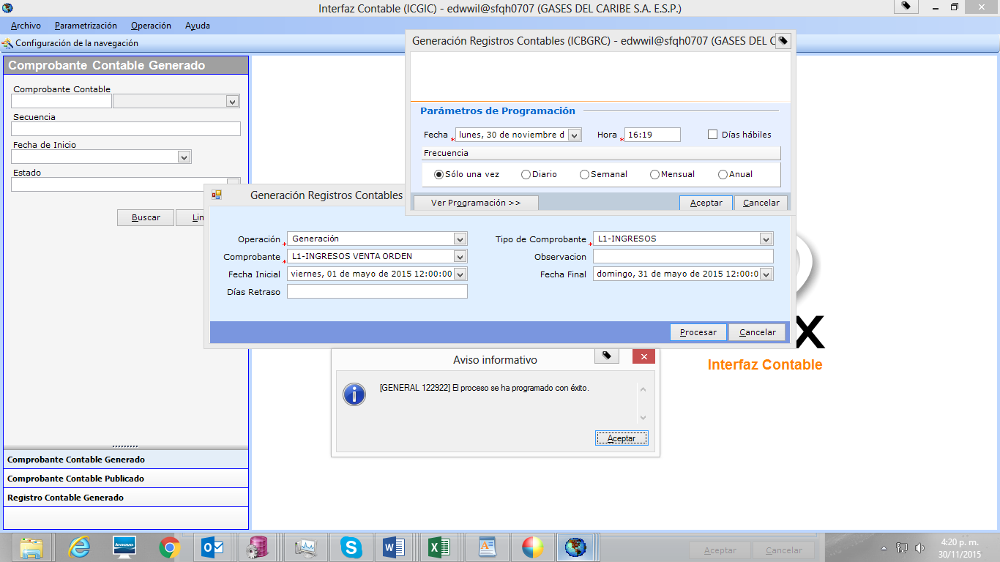 Interfaz Contable (ICGIC) - edwwil@sfqh0707 (GASES DEL CARIBE S.A. E.S.P.)
Archivo Parametrización Operación Ayuda
Configuración de la navegación
Comprobante Contable Generado
Comprobante Contable
Secuencia
Fecha de Inicio
Estado
Buscar Lim
Generación Registros Contables (ICBGRC) - edwwil@sfqh0707 (GASES DEL C
Parámetros de Programación
Fecha * lunes, 30 de noviembre d Hora * 16:19 Días hábiles
Frecuencia
Sólo una vez Diario Semanal Mensual Anual
Ver Programación >> Aceptar Cancelar
Generación Registros Contables
Operación * Generación Tipo de Comprobante * L1-INGRESOS
Comprobante * L1-INGRESOS VENTA ORDEN Observacion
Fecha Inicial viernes, 01 de mayo de 2015 12:00:00 Fecha Final domingo, 31 de mayo de 2015 12:00:0
Días Retraso
Procesar Cancelar
X
Interfaz Contable
Aviso informativo
[GENERAL 122922] El proceso se ha programado con éxito.
Aceptar
Comprobante Contable Generado
Comprobante Contable Publicado
Registro Contable Generado
lenovo
Aceptar Cancelar
4:20 p. m.
30/11/2015